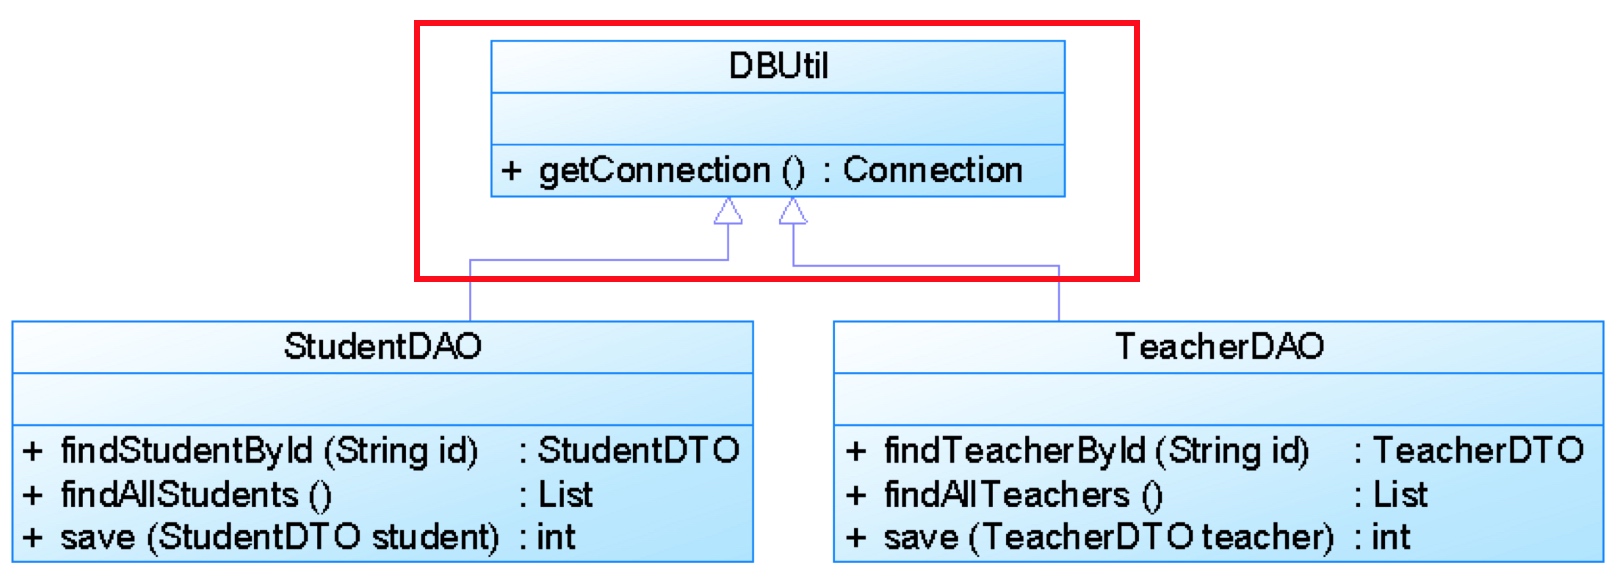 DBUtil
+ getConnection () : Connection
StudentDAO
+ findStudentById (String id) : StudentDTO
+ findAllStudents () : List
+ save (StudentDTO student) : int
TeacherDAO
+ findTeacherById (String id) : TeacherDTO
+ findAllTeachers () : List
+ save (TeacherDTO teacher) : int